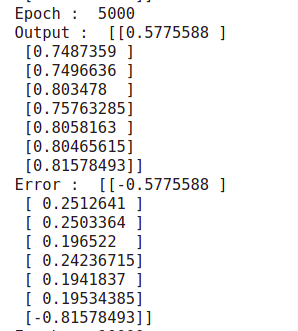 Epoch :  5000
Output :  [[0.5775588 ]
 [0.7487359 ]
 [0.7496636 ]
 [0.803478  ]
 [0.75763285]
 [0.8058163 ]
 [0.80465615]
 [0.81578493]]
Error :  [[-0.5775588 ]
 [ 0.2512641 ]
 [ 0.2503364 ]
 [ 0.196522  ]
 [ 0.24236715]
 [ 0.1941837 ]
 [ 0.19534385]
 [-0.81578493]]